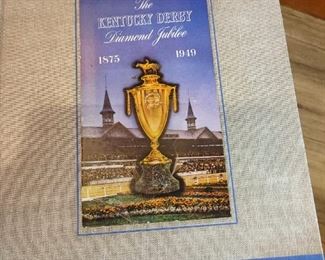 The
KENTUCKY DERBY
Diamond Jubilee
1875 1949